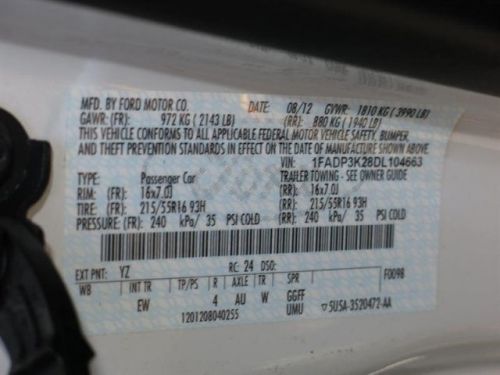 MFD. BY FORD MOTOR CO. DATE: 08/12 GVWR: 1810 KG (3990 LB)
GAWR: (FR): 972 KG (2143 LB) (RR): 880 KG (1940 LB)
THIS VEHICLE CONFORMS TO ALL APPLICABLE FEDERAL MOTOR VEHICLE SAFETY, BUMPER,
AND THEFT PREVENTION STANDARDS IN EFFECT ON THE
DATE OF MANUFACTURE SHOWN ABOVE. VIN: 1FADP3K28DL104663
TYPE: Passenger Car TRAILER TOWING - SEE OWNER GUIDE
RIM: (FR): 16x7.0J (RR): 16x7.0J
TIRE (FR): 215/55R16 93H (RR): 215/55R16 93H
PRESSURE: (FR): 240 kPa/ 35 PSI COLD (RR): 240 kPa/ 35 PSI COLD
EXT PNT: YZ RC: 24 DSO: F0098
WB INT TR TP/PS R AXLE TR SPR
EW 4 AU W GGFF
1201208040255 UMU ▽5USA-3520472-AA